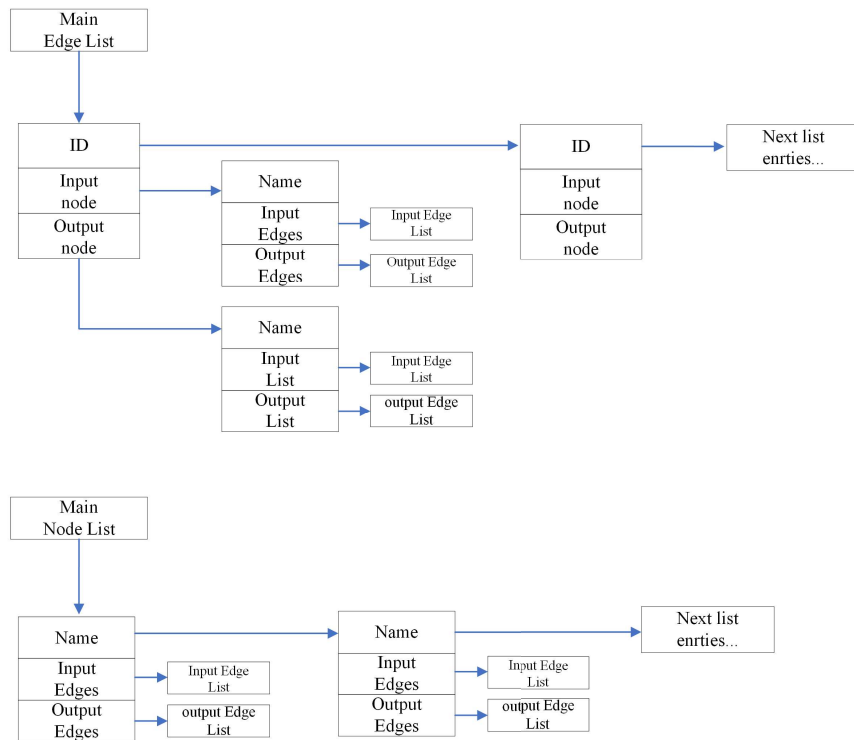 Main
Edge List
ID
Input
node
Output
node
Name
Input
Edges
Output
Edges
Input Edge
List
Output Edge
List
Name
Input
List
Output
List
Input Edge
List
output Edge
List
ID
Input
node
Output
node
Next list
enrties...
Main
Node List
Name
Input
Edges
Output
Edges
Input Edge
List
output Edge
List
Name
Input
Edges
Output
Edges
Input Edge
List
output Edge
List
Next list
enrties...